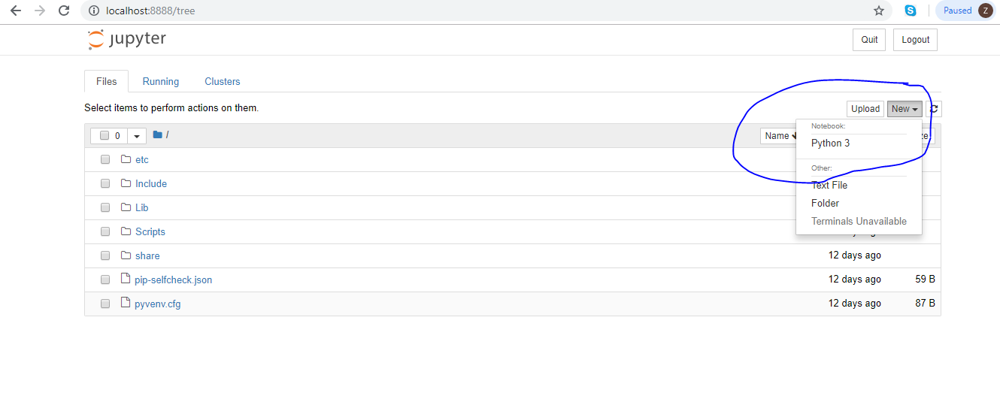 localhost:8888/tree
Paused Z
jupyter
Quit Logout
Files Running Clusters
Select items to perform actions on them.
Upload New
0 / Name
Notebook:
Python 3
Other:
Text File
Folder
Terminals Unavailable
etc
Include
Lib
Scripts
share 12 days ago
pip-selfcheck.json 12 days ago 59 B
pyvenv.cfg 12 days ago 87 B